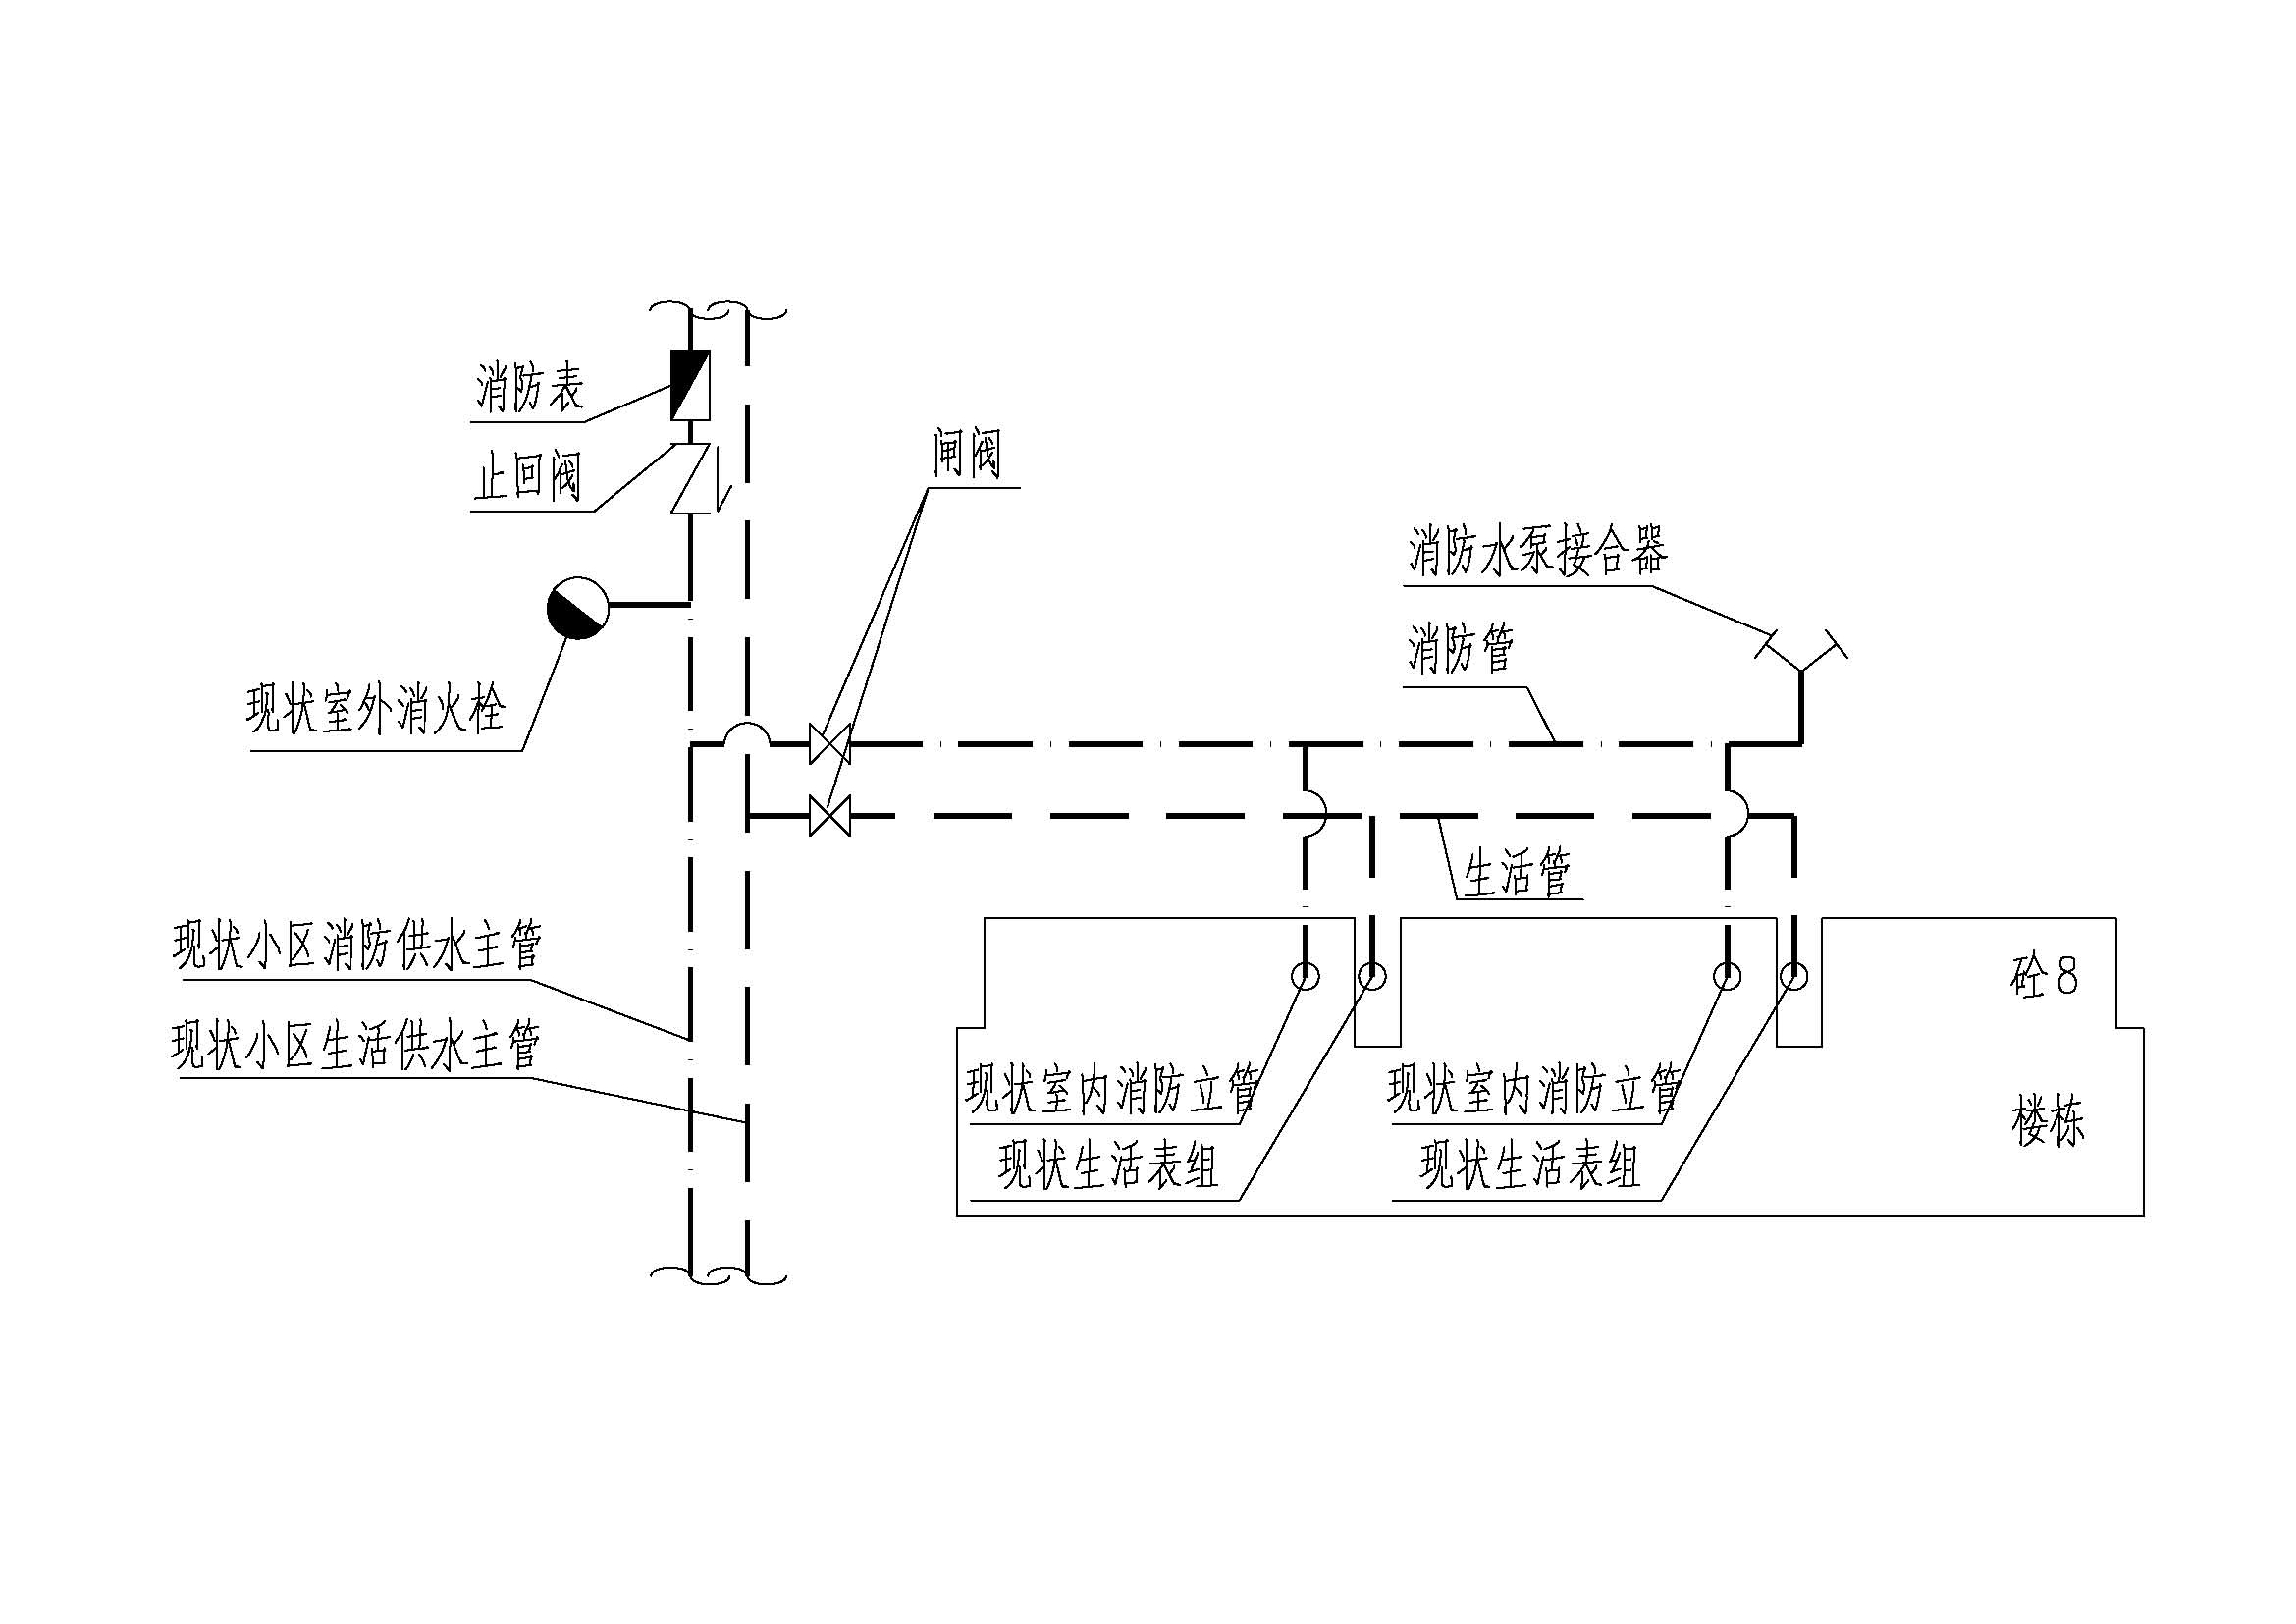 消防表
止回阀
闸阀
消防水泵接合器
消防管
现状室外消火栓
生活管
现状小区消防供水主管
现状小区生活供水主管
砼8
楼栋
现状室内消防立管
现状生活表组
现状室内消防立管
现状生活表组